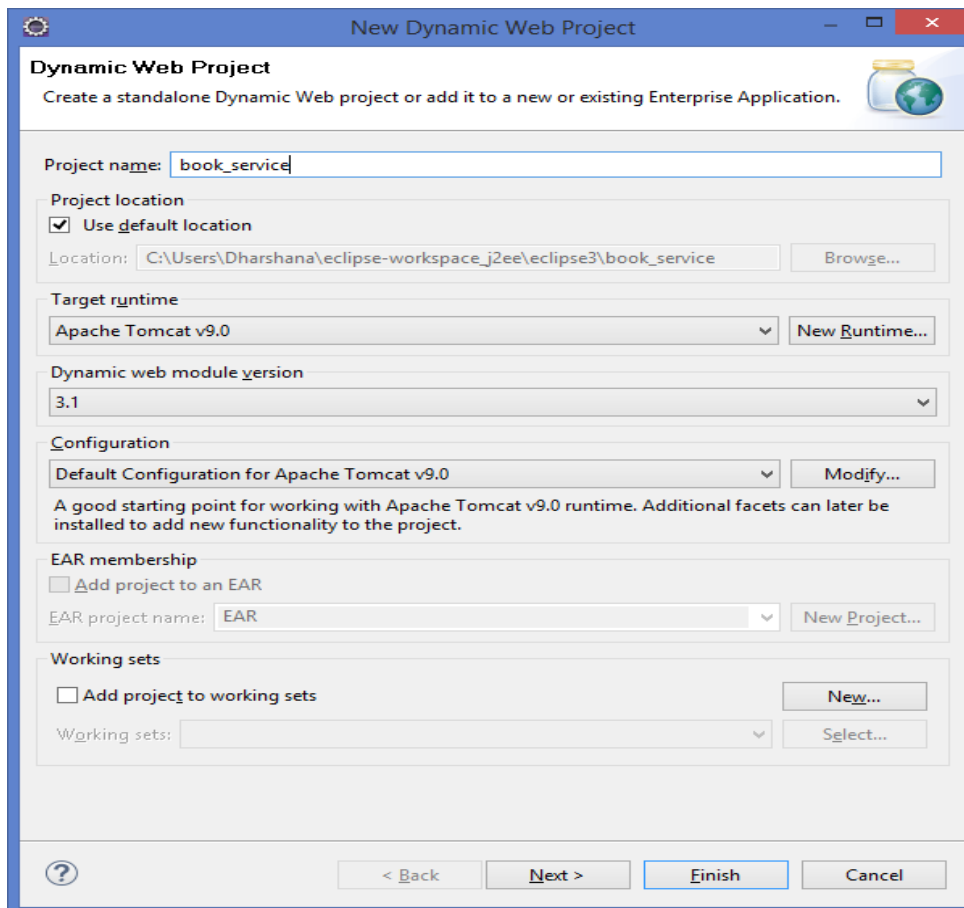 New Dynamic Web Project
Dynamic Web Project
Create a standalone Dynamic Web project or add it to a new or existing Enterprise Application.
Project name: book_service
Project location
Use default location
Location: C:\Users\Dharshana\eclipse-workspace_j2ee\eclipse3\book_service Browse...
Target runtime
Apache Tomcat v9.0 New Runtime...
Dynamic web module version
3.1
Configuration
Default Configuration for Apache Tomcat v9.0 Modify...
A good starting point for working with Apache Tomcat v9.0 runtime. Additional facets can later be
installed to add new functionality to the project.
EAR membership
Add project to an EAR
EAR project name: EAR New Project...
Working sets
Add project to working sets New...
Working sets: Select...
? < Back Next > Finish Cancel